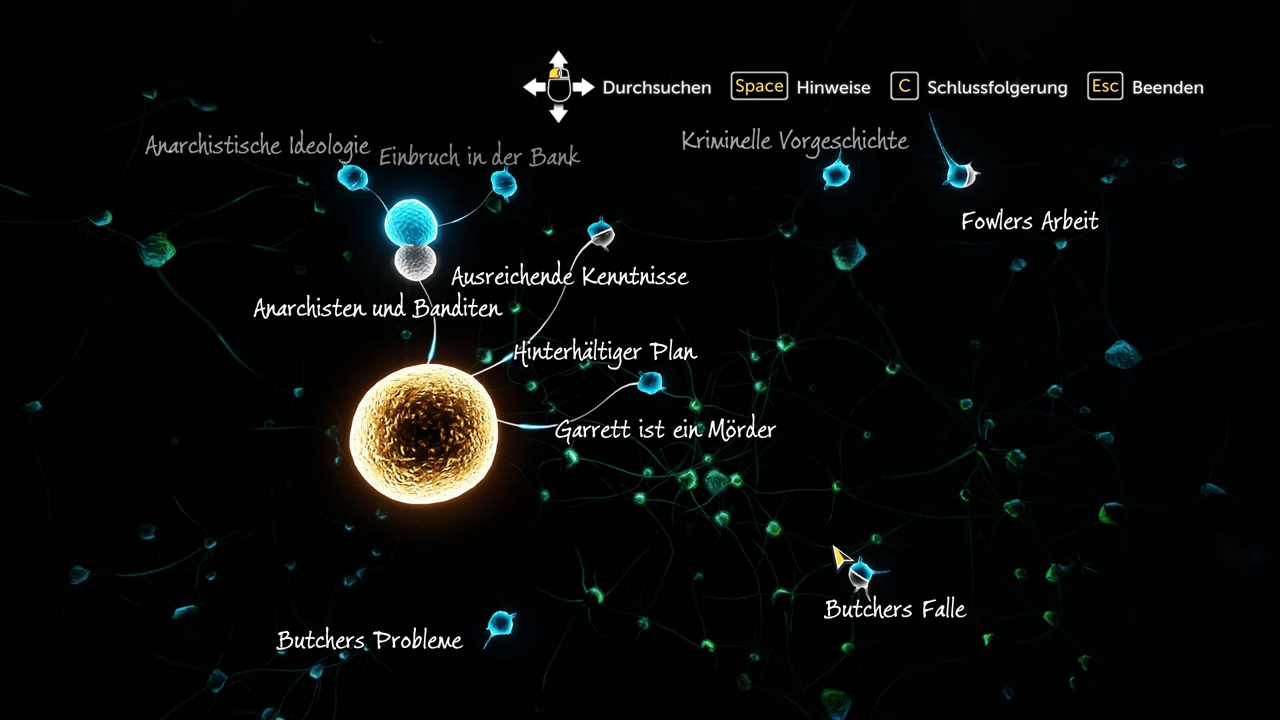 Durchsuchen Space Hinweise C Schlussfolgerung Esc Beenden
Anarchistische Ideologie
Einbruch in der Bank
Kriminelle Vorgeschichte
Fowlers Arbeit
Ausreichende Kenntnisse
Anarchisten und Banditen
Hinterhältiger Plan
Garrett ist ein Mörder
Butchers Falle
Butchers Probleme